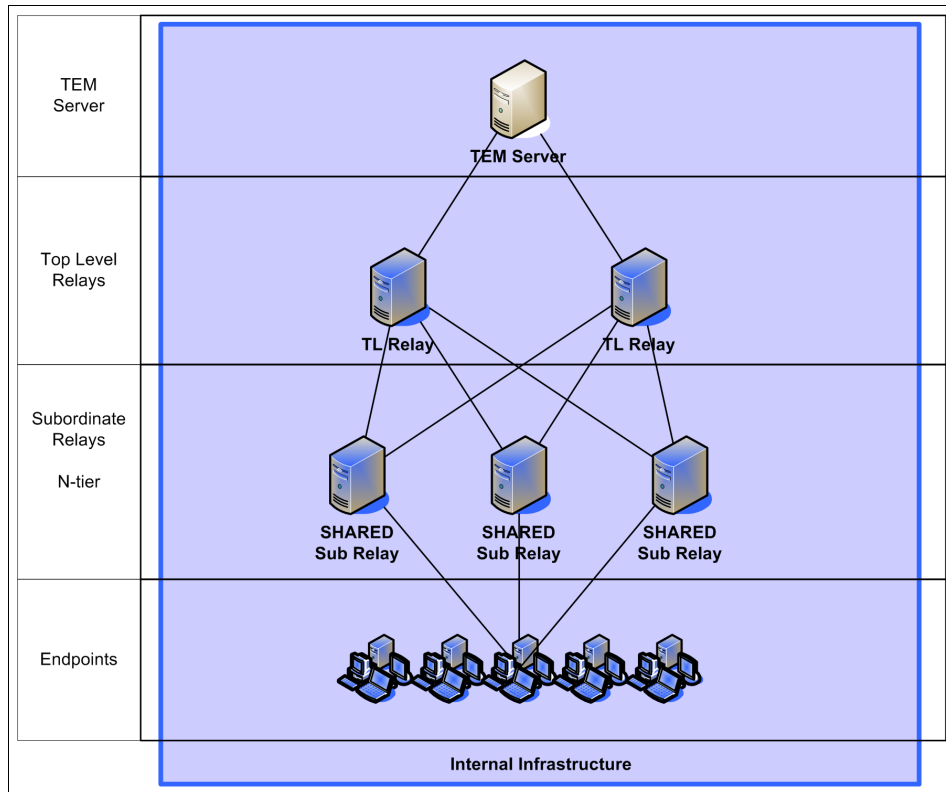 TEM
Server
TEM Server
Top Level
Relays
TL Relay
TL Relay
Subordinate
Relays
N-tier
SHARED
Sub Relay
SHARED
Sub Relay
SHARED
Sub Relay
Endpoints
Internal Infrastructure